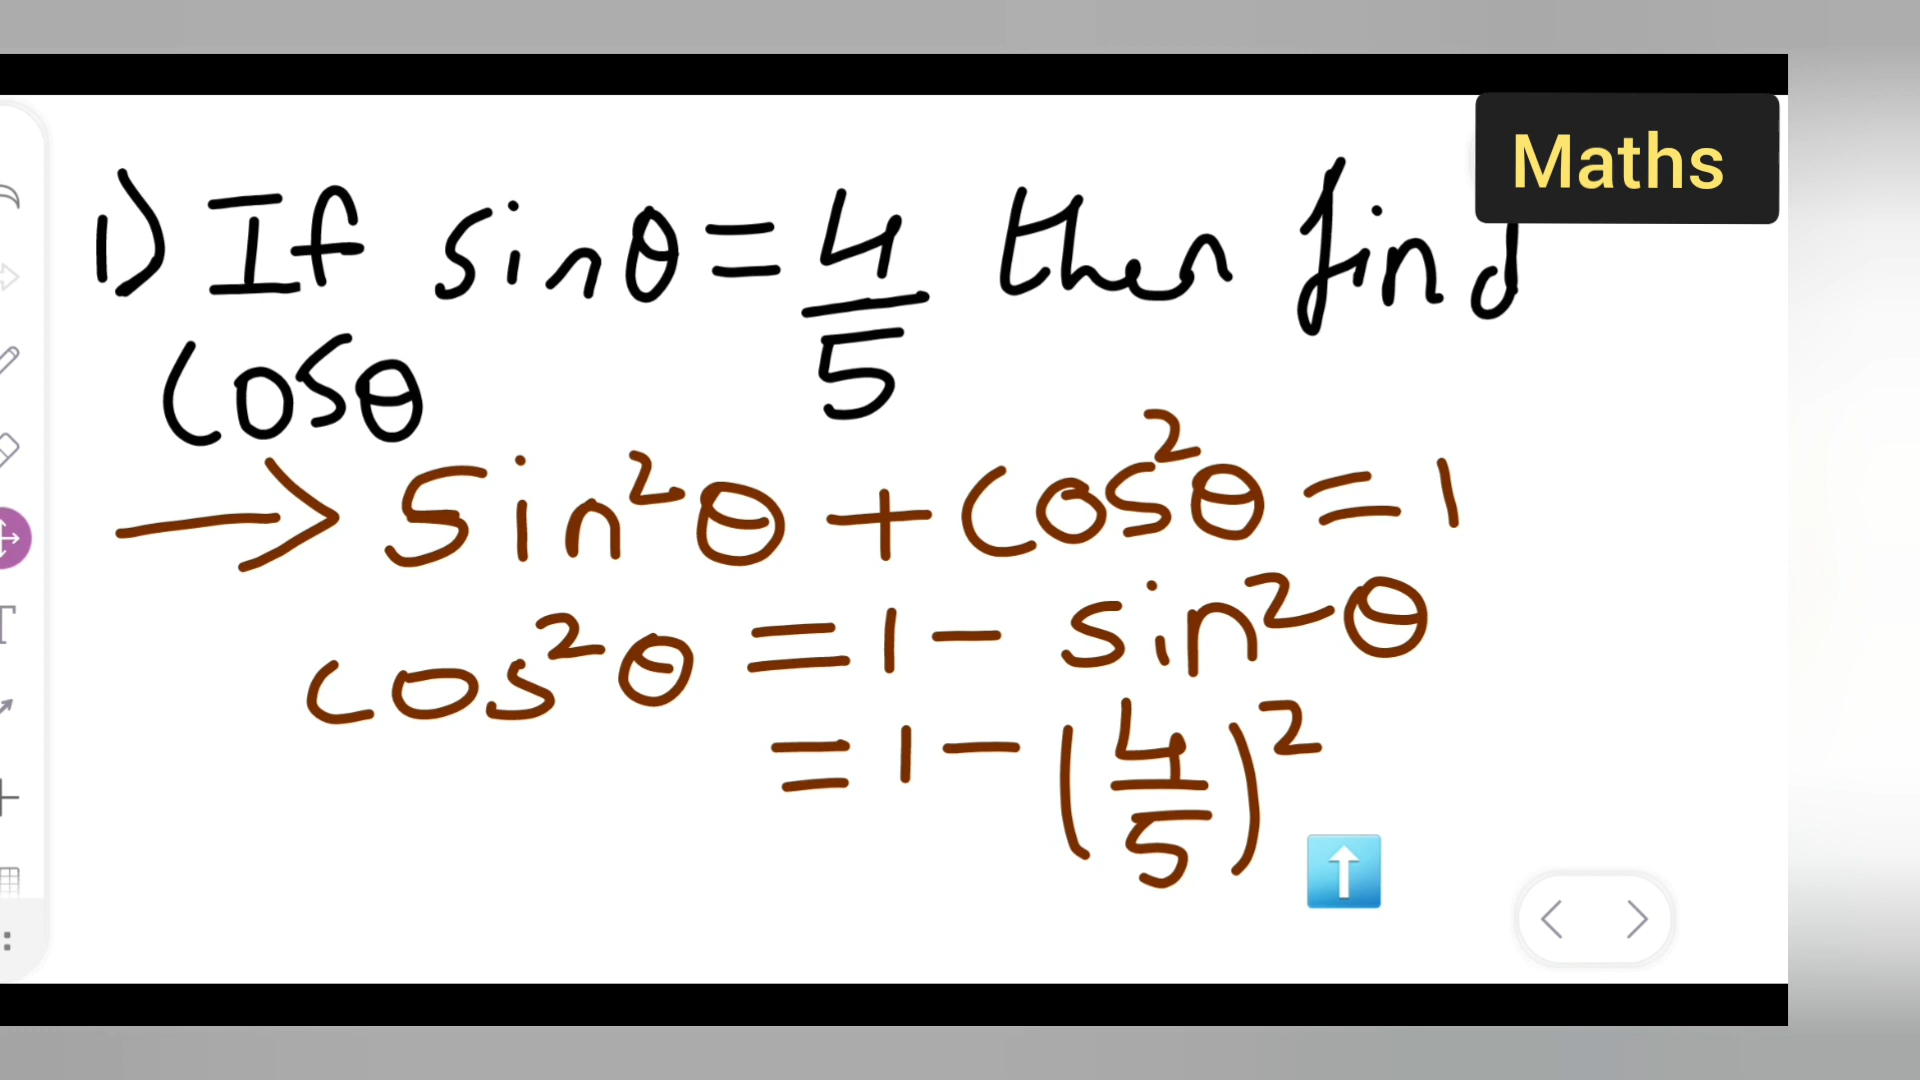 Maths
1) If sinθ = 4/5 then find
cosθ
→ sin²θ + cos²θ = 1
cos²θ = 1 - sin²θ
= 1 - (4/5)²